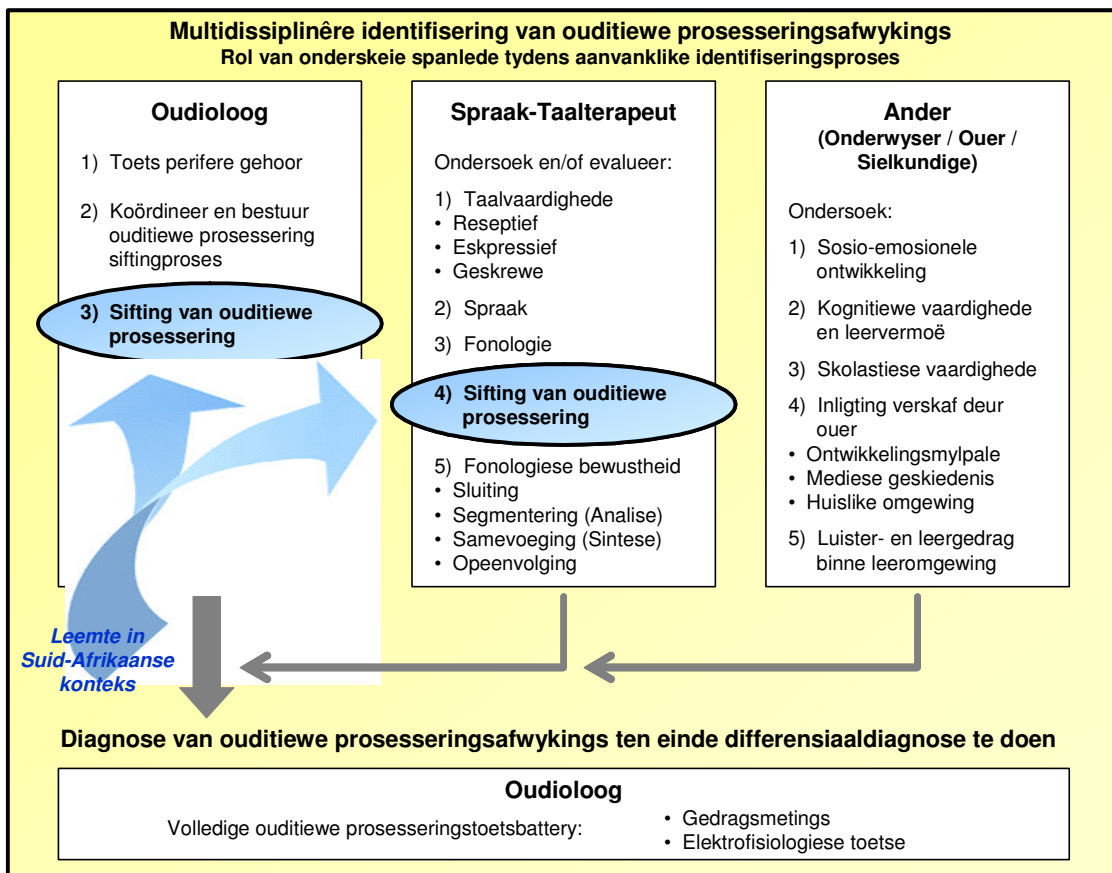 Multidissiplinêre identifisering van ouditiewe prosesseringsafwykings
Rol van onderskeie spanlede tydens aanvanklike identifiseringsproses
Oudioloog
1) Toets perifere gehoor
2) Koördineer en bestuur
ouditiewe prosessering
siftingproses
3) Sifting van ouditiewe
prosessering
Leemte in
Suid-Afrikaanse
konteks
Spraak-Taalterapeut
Ondersoek en/of evalueer:
1) Taalvaardighede
• Reseptief
• Eskpressief
• Geskrewe
2) Spraak
3) Fonologie
4) Sifting van ouditiewe
prosessering
5) Fonologiese bewustheid
• Sluiting
• Segmentering (Analise)
• Samevoeging (Sintese)
• Opeenvolging
Ander
(Onderwyser / Ouer /
Sielkundige)
Ondersoek:
1) Sosio-emosionele
ontwikkeling
2) Kognitiewe vaardighede
en leervermoë
3) Skolastiese vaardighede
4) Inligting verskaf deur
ouer
• Ontwikkelingsmylpale
• Mediese geskiedenis
• Huislike omgewing
5) Luister- en leergedrag
binne leeromgewing
Diagnose van ouditiewe prosesseringsafwykings ten einde differensiaaldiagnose te doen
Oudioloog
Volledige ouditiewe prosesseringstoetsbattery:
• Gedragsmetings
• Elektrofisiologiese toetse